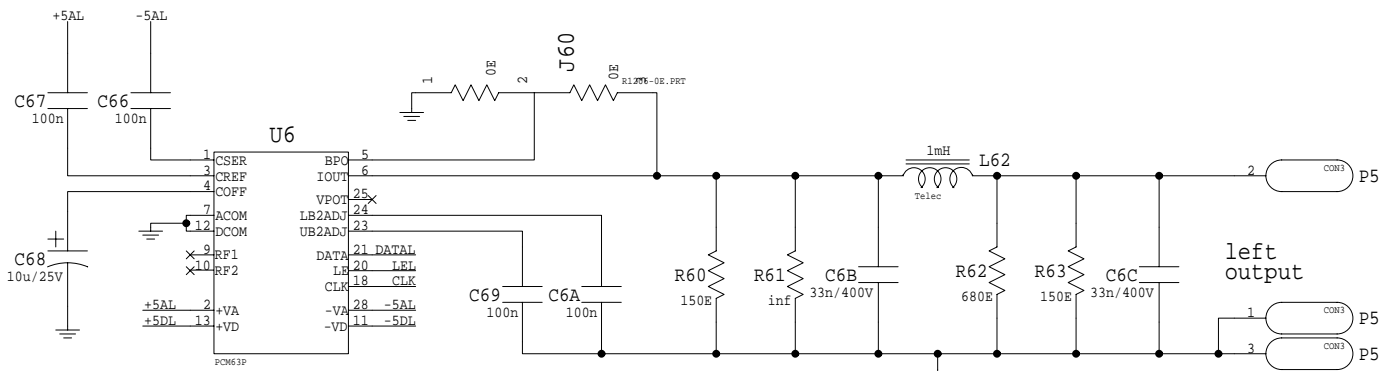 +5AL
-5AL
C67
100n
C66
100n
1
0E
2
J60
0E
3
R1206-0E.PRT
U6
1 CSER
3 CREF
4 COFF
7 ACOM
12 DCOM
9 RF1
10 RF2
+5AL 2 +VA
+5DL 13 +VD
BPO 5
IOUT 6
VPOT 25
LB2ADJ 24
UB2ADJ 23
DATA 21 DATAL
LE 20 LEL
CLK 18 CLK
-VA 28 -5AL
-VD 11 -5DL
PCM63P
C68
10u/25V
C69
100n
C6A
100n
R60
150E
R61
inf
C6B
33n/400V
1mH
L62
Telec
R62
680E
R63
150E
C6C
33n/400V
2 CON3 P5
left
output
1 CON3 P5
3 CON3 P5